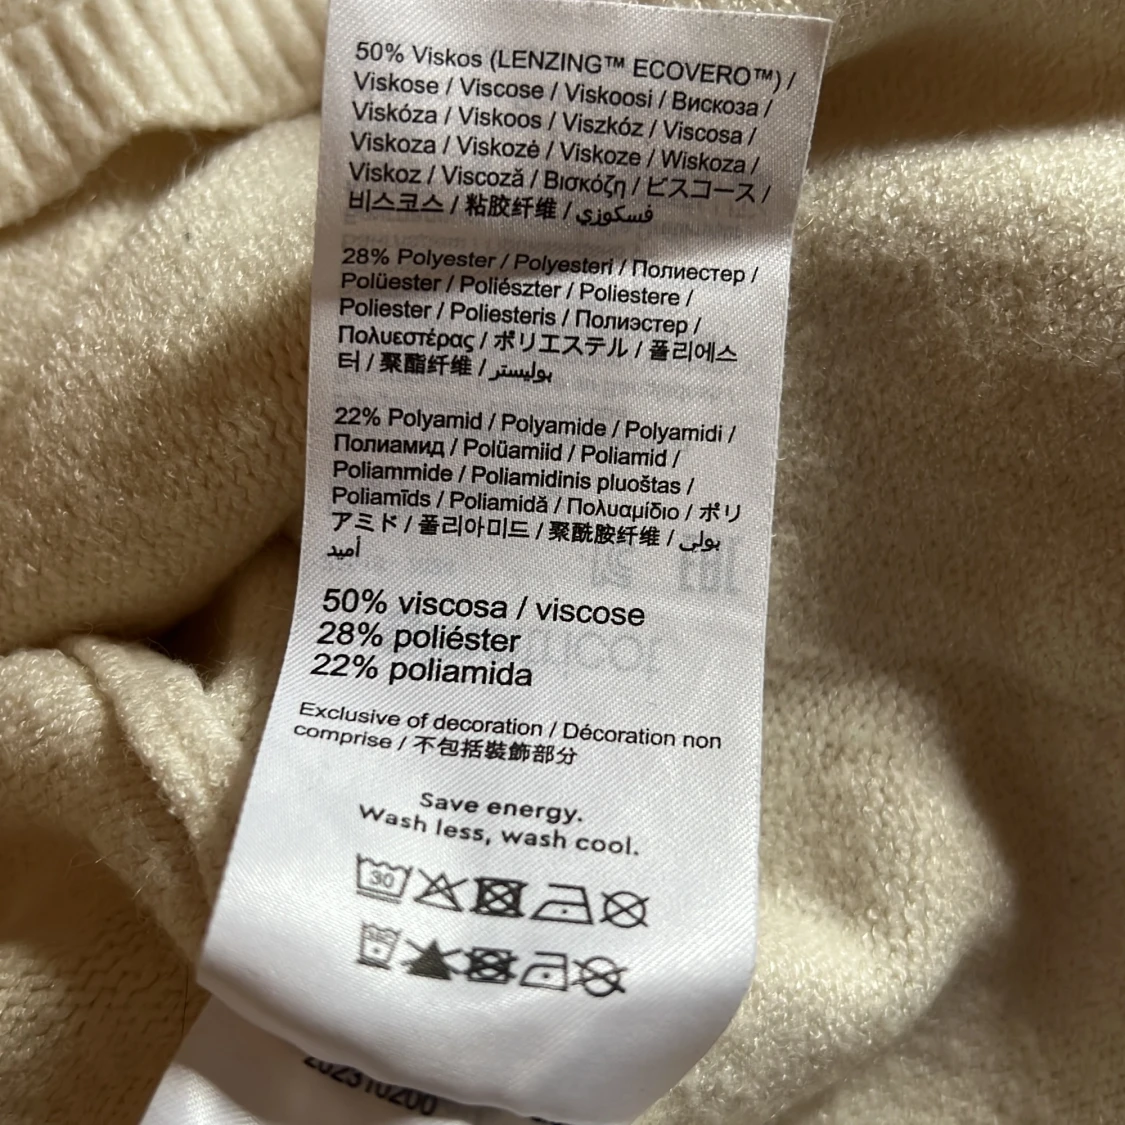 50% Viskos (LENZING™ ECOVERO™) /
Viskose / Viscose / Viskoosi / Вискоза /
Viskóza / Viskoos / Viszkóz / Viscosa /
Viskoza / Viskozė / Viskoze / Wiskoza /
Viskoz / Viscoză / Βισκόζη / ビスコース /
비스코스 / 粘胶纤维 / فسكوزي
28% Polyester / Polyesteri / Полиестер /
Polüester / Poliészter / Poliestere /
Poliester / Poliesteris / Полиэстер /
Πολυεστέρας / ポリエステル / 폴리에스
터 / 聚酯纤维 / بوليستر
22% Polyamid / Polyamide / Polyamidi /
Полиамид / Polüamiid / Poliamid /
Poliammide / Poliamidinis pluoštas /
Poliamīds / Poliamidă / Πολυαμίδιο / ポリ
アミド / 폴리아미드 / 聚酰胺纤维 / بولي
أميد
50% viscosa / viscose
28% poliéster
22% poliamida
Exclusive of decoration / Décoration non
comprise / 不包括裝飾部分
Save energy.
Wash less, wash cool.
30
202310200